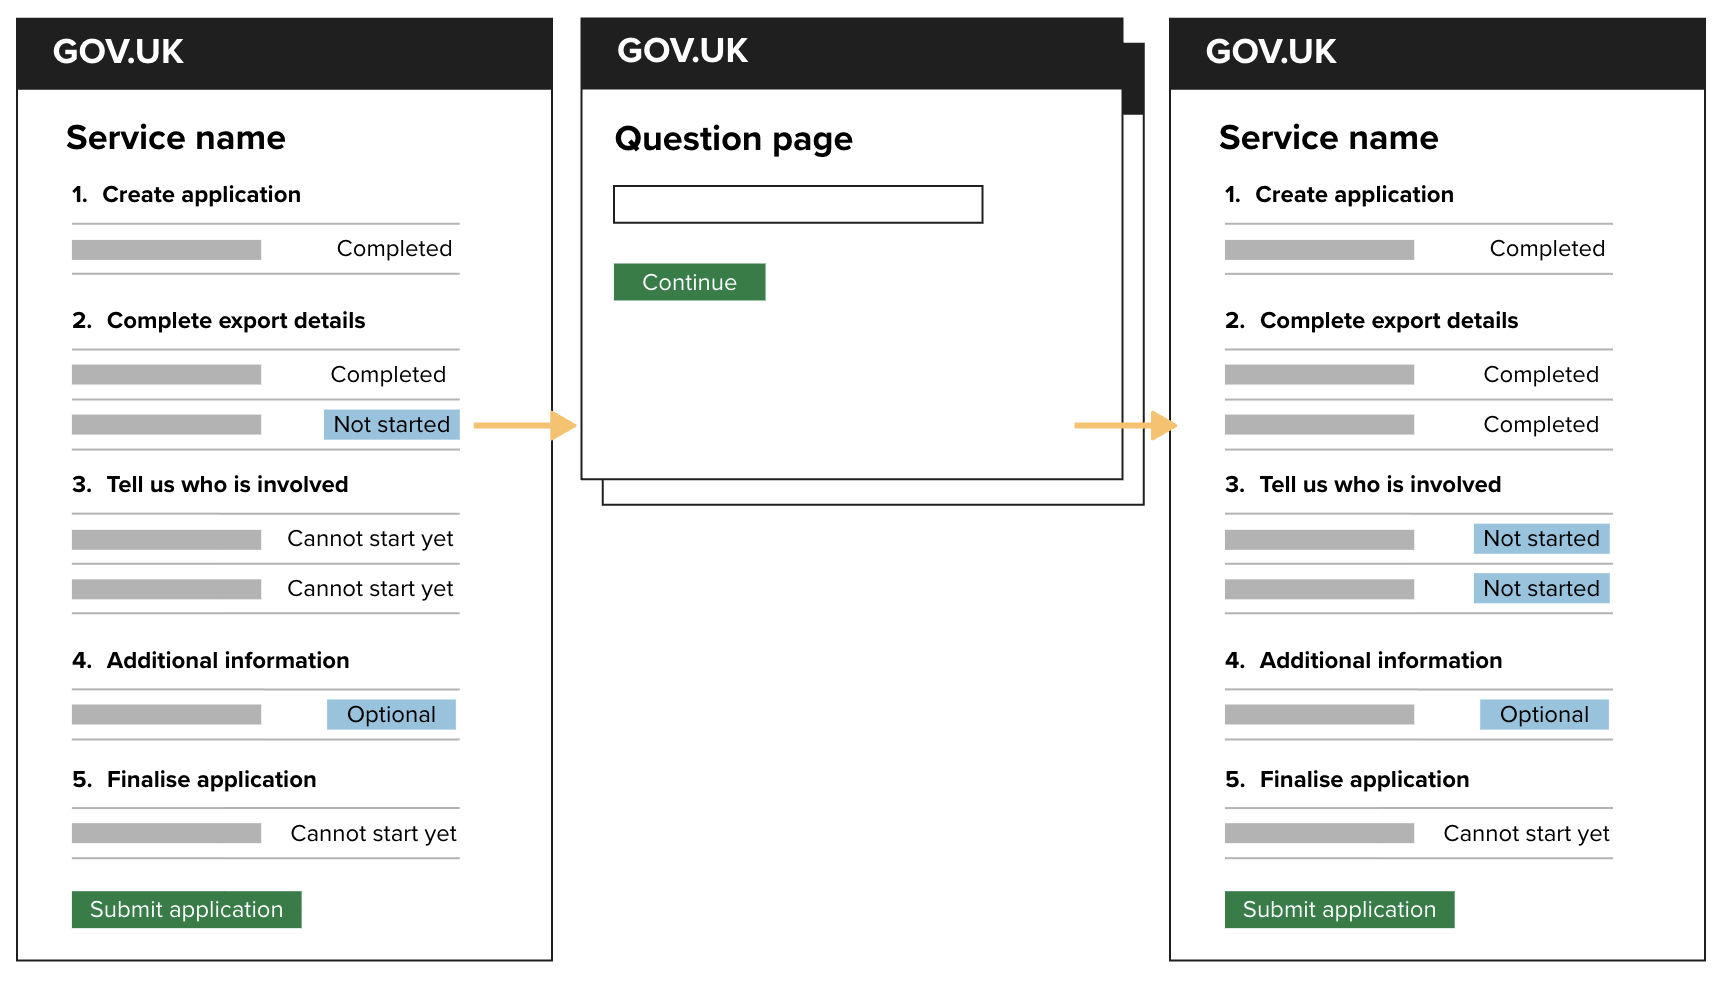 GOV.UK
Service name
1. Create application
Completed
2. Complete export details
Completed
Not started
3. Tell us who is involved
Cannot start yet
Cannot start yet
4. Additional information
Optional
5. Finalise application
Cannot start yet
Submit application
GOV.UK
Question page
Continue
GOV.UK
Service name
1. Create application
Completed
2. Complete export details
Completed
Completed
3. Tell us who is involved
Not started
Not started
4. Additional information
Optional
5. Finalise application
Cannot start yet
Submit application